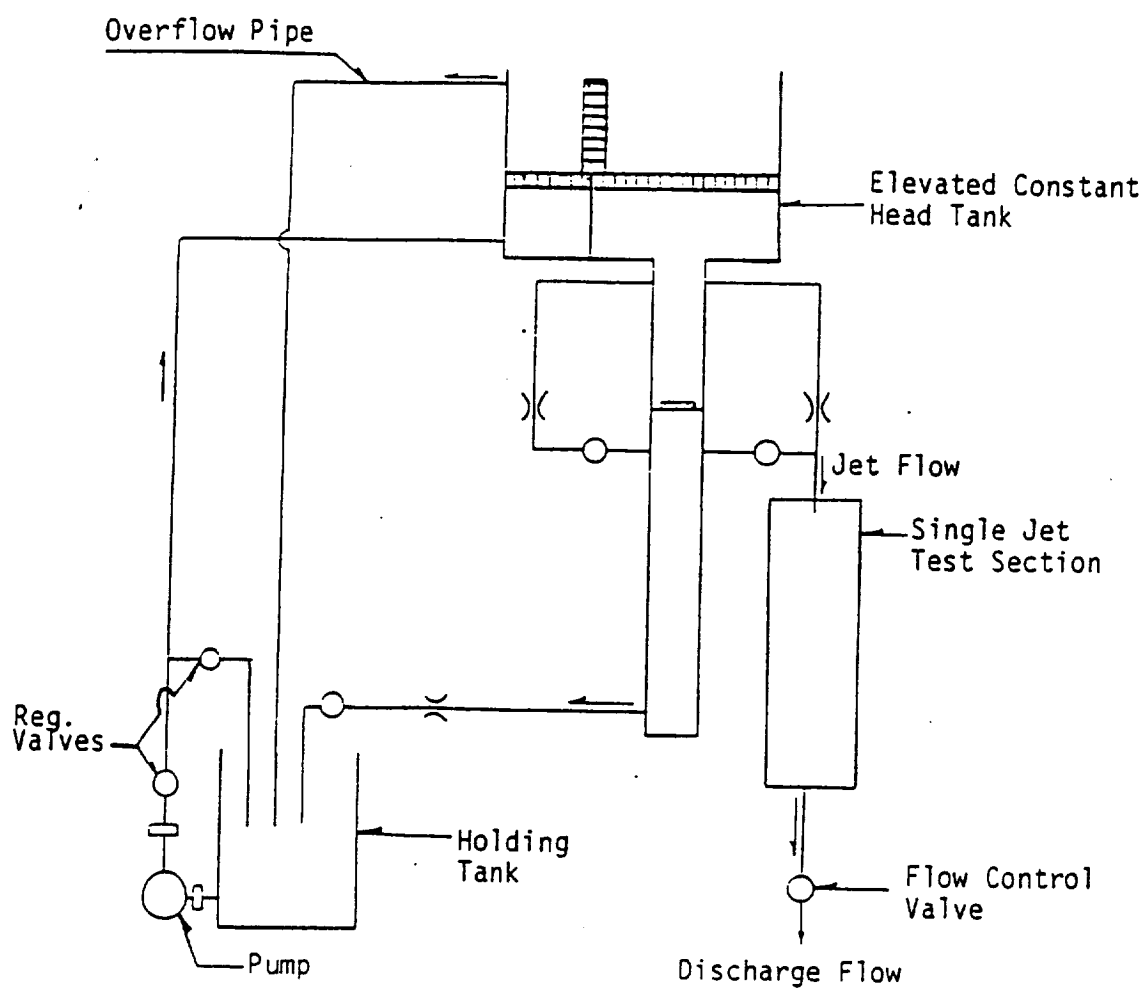 Overflow Pipe
Elevated Constant
Head Tank
Jet Flow
Single Jet
Test Section
Reg.
Valves
Holding
Tank
Flow Control
Valve
Pump
Discharge Flow